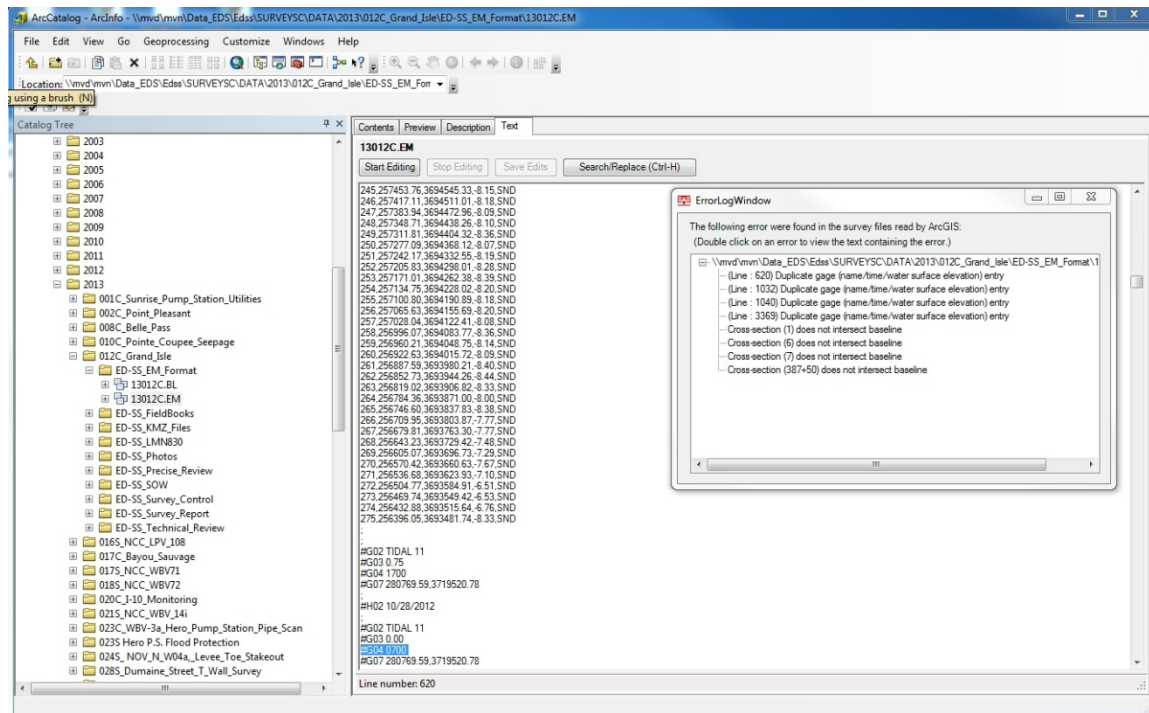 ArcCatalog - ArcInfo - \\mvd\mvn\Data_EDS\Edss\SURVEYSC\DATA\2013\012C_Grand_Isle\ED-SS_EM_Format\13012C.EM
File Edit View Go Geoprocessing Customize Windows Help
Location: \\mvd\mvn\Data_EDS\Edss\SURVEYSC\DATA\2013\012C_Grand_Isle\ED-SS_EM_Forr
g using a brush (N)
Catalog Tree
2003
2004
2005
2006
2007
2008
2009
2010
2011
2012
2013
001C_Sunrise_Pump_Station_Utilities
002C_Point_Pleasant
008C_Belle_Pass
010C_Pointe_Coupee_Seepage
012C_Grand_Isle
ED-SS_EM_Format
13012C.BL
13012C.EM
ED-SS_FieldBooks
ED-SS_KMZ_Files
ED-SS_LMN830
ED-SS_Photos
ED-SS_Precise_Review
ED-SS_SOW
ED-SS_Survey_Control
ED-SS_Survey_Report
ED-SS_Technical_Review
016S_NCC_LPV_108
017C_Bayou_Sauvage
017S_NCC_WBV71
018S_NCC_WBV72
020C_I-10_Monitoring
021S_NCC_WBV_14i
023C_WBV-3a_Hero_Pump_Station_Pipe_Scan
023S Hero P.S. Flood Protection
024S_ NOV_N_W04a,_Levee_Toe_Stakeout
028S_Dumaine_Street_T_Wall_Survey
Contents Preview Description Text
13012C.EM
Start Editing Stop Editing Save Edits Search/Replace (Ctrl-H)
245,257453.76,3694545.33,-8.15,SND
246,257417.11,3694511.01,-8.18,SND
247,257383.94,3694472.96,-8.09,SND
248,257348.71,3694438.26,-8.10,SND
249,257311.81,3694404.32,-8.36,SND
250,257277.09,3694368.12,-8.07,SND
251,257242.17,3694332.55,-8.19,SND
252,257205.83,3694298.01,-8.28,SND
253,257171.01,3694262.38,-8.39,SND
254,257134.75,3694228.02,-8.20,SND
255,257100.80,3694190.89,-8.18,SND
256,257065.63,3694155.69,-8.20,SND
257,257028.04,3694122.41,-8.08,SND
258,256996.07,3694083.77,-8.36,SND
259,256960.21,3694048.75,-8.14,SND
260,256922.63,3694015.72,-8.09,SND
261,256887.59,3693980.21,-8.40,SND
262,256852.73,3693944.26,-8.44,SND
263,256819.02,3693906.82,-8.33,SND
264,256784.36,3693871.00,-8.00,SND
265,256746.60,3693837.83,-8.38,SND
266,256709.95,3693803.87,-7.77,SND
267,256679.81,3693763.30,-7.77,SND
268,256643.23,3693729.42,-7.48,SND
269,256605.07,3693696.73,-7.29,SND
270,256570.42,3693660.63,-7.67,SND
271,256536.68,3693623.93,-7.10,SND
272,256504.77,3693584.91,-6.51,SND
273,256469.74,3693549.42,-6.53,SND
274,256432.88,3693515.64,-6.76,SND
275,256396.05,3693481.74,-8.33,SND
;
;
#G02 TIDAL 11
#G03 0.75
#G04 1700
#G07 280769.59,3719520.78
;
#H02 10/28/2012
;
#G02 TIDAL 11
#G03 0.00
#G04 0700
#G07 280769.59,3719520.78
Line number: 620
ErrorLogWindow
The following error were found in the survey files read by ArcGIS:
(Double click on an error to view the text containing the error.)
\\mvd\mvn\Data_EDS\Edss\SURVEYSC\DATA\2013\012C_Grand_Isle\ED-SS_EM_Format\1
(Line : 620) Duplicate gage (name/time/water surface elevation) entry
(Line : 1032) Duplicate gage (name/time/water surface elevation) entry
(Line : 1040) Duplicate gage (name/time/water surface elevation) entry
(Line : 3369) Duplicate gage (name/time/water surface elevation) entry
Cross-section (1) does not intersect baseline
Cross-section (6) does not intersect baseline
Cross-section (7) does not intersect baseline
Cross-section (387+50) does not intersect baseline